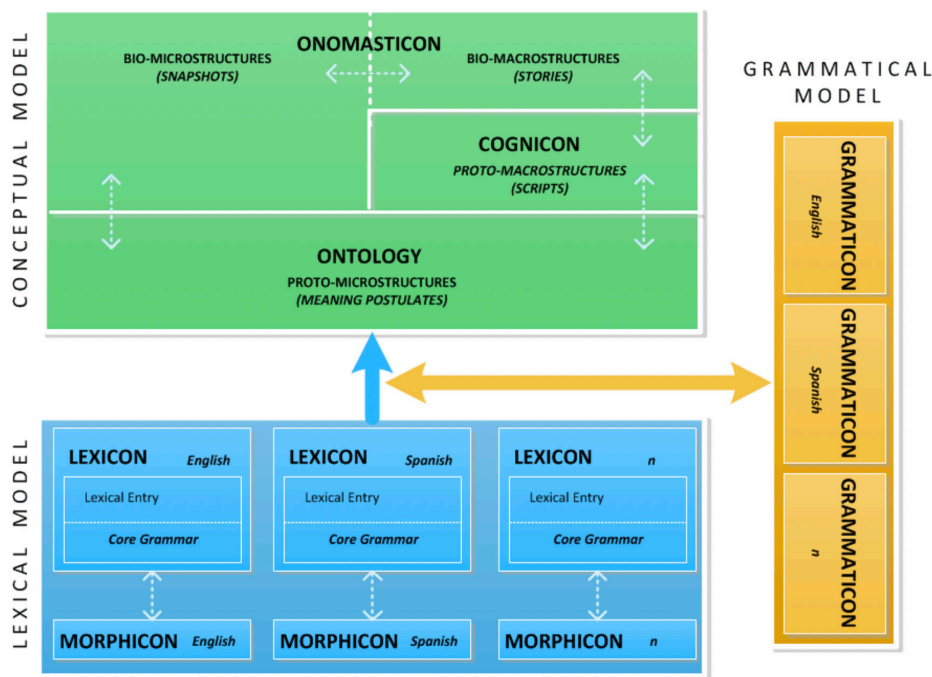 CONCEPTUAL MODEL
ONOMASTICON
BIO-MICROSTRUCTURES
(SNAPSHOTS)
BIO-MACROSTRUCTURES
(STORIES)
COGNICON
PROTO-MACROSTRUCTURES
(SCRIPTS)
ONTOLOGY
PROTO-MICROSTRUCTURES
(MEANING POSTULATES)
GRAMMATICAL
MODEL
GRAMMATICON
English
GRAMMATICON
Spanish
GRAMMATICON
n
LEXICAL MODEL
LEXICON English
Lexical Entry
Core Grammar
MORPHICON English
LEXICON Spanish
Lexical Entry
Core Grammar
MORPHICON Spanish
LEXICON n
Lexical Entry
Core Grammar
MORPHICON n